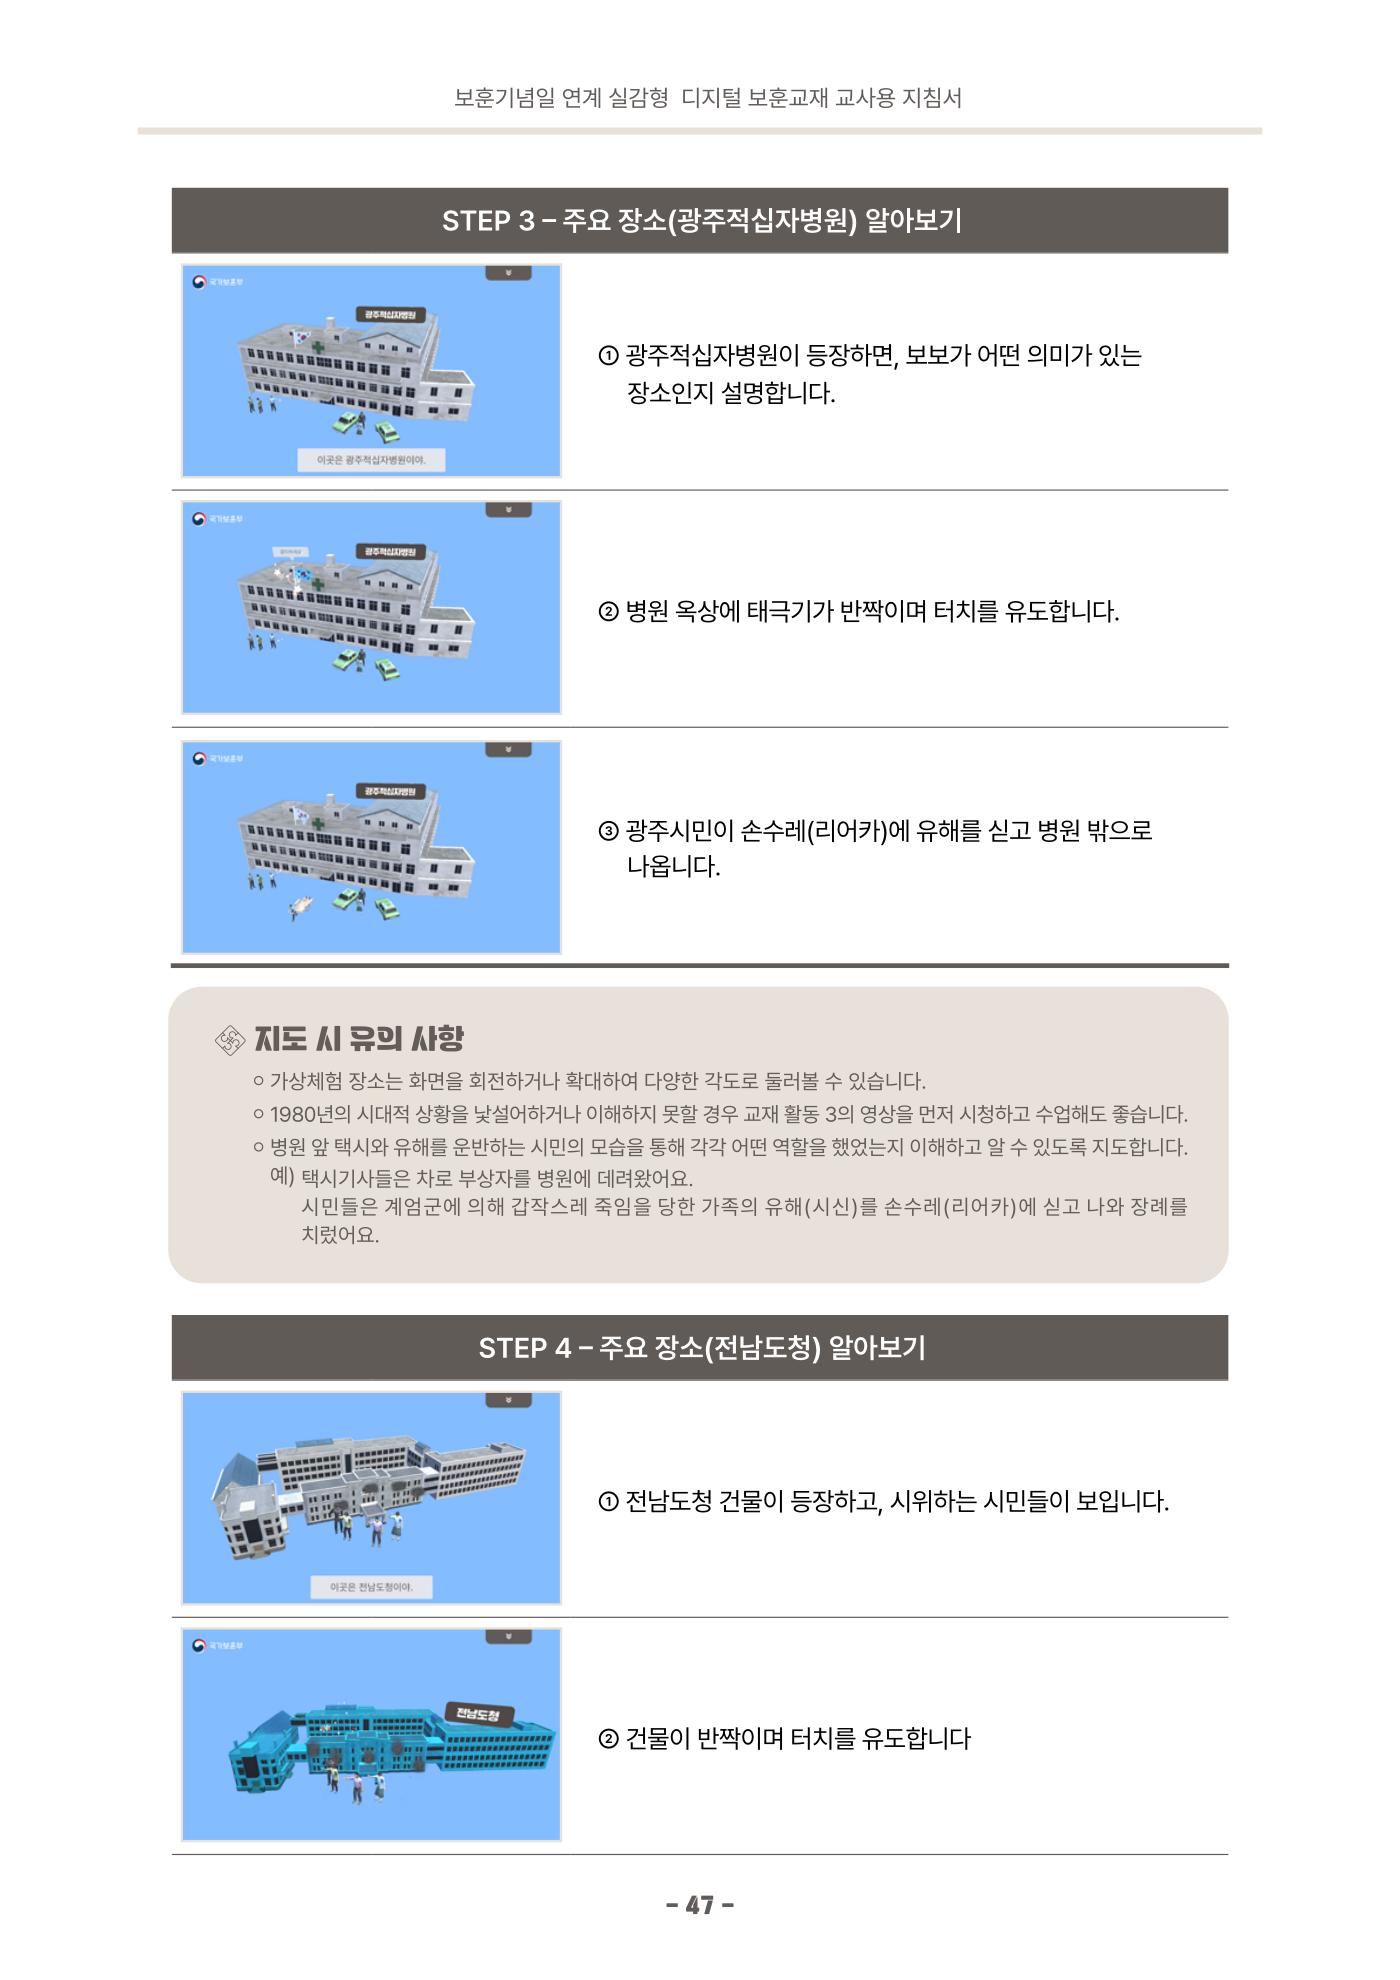 보훈기념일 연계 실감형 디지털 보훈교재 교사용 지침서
STEP 3 – 주요 장소(광주적십자병원) 알아보기
국가보훈부
광주적십자병원
이곳은 광주적십자병원이야.
① 광주적십자병원이 등장하면, 보보가 어떤 의미가 있는
장소인지 설명합니다.
국가보훈부
광주적십자병원
② 병원 옥상에 태극기가 반짝이며 터치를 유도합니다.
국가보훈부
광주적십자병원
③ 광주시민이 손수레(리어카)에 유해를 싣고 병원 밖으로
나옵니다.
지도 시 유의 사항
○ 가상체험 장소는 화면을 회전하거나 확대하여 다양한 각도로 둘러볼 수 있습니다.
○ 1980년의 시대적 상황을 낯설어하거나 이해하지 못할 경우 교재 활동 3의 영상을 먼저 시청하고 수업해도 좋습니다.
○ 병원 앞 택시와 유해를 운반하는 시민의 모습을 통해 각각 어떤 역할을 했었는지 이해하고 알 수 있도록 지도합니다.
예) 택시기사들은 차로 부상자를 병원에 데려왔어요.
시민들은 계엄군에 의해 갑작스레 죽임을 당한 가족의 유해(시신)를 손수레(리어카)에 싣고 나와 장례를
치렀어요.
STEP 4 – 주요 장소(전남도청) 알아보기
이곳은 전남도청이야.
① 전남도청 건물이 등장하고, 시위하는 시민들이 보입니다.
국가보훈부
전남도청
② 건물이 반짝이며 터치를 유도합니다
- 47 -